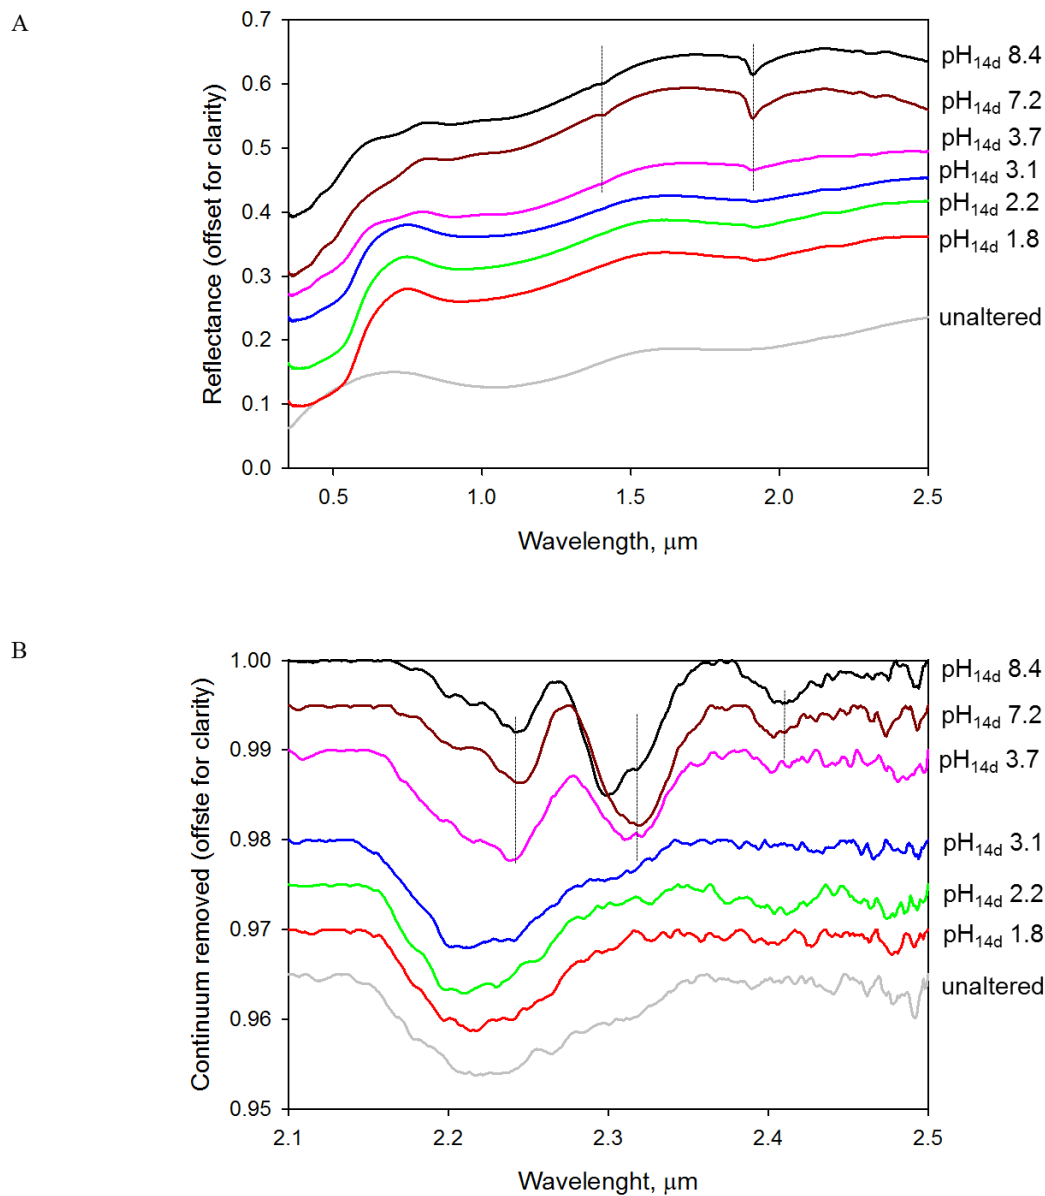 A
0.7
0.6
0.5
0.4
0.3
0.2
0.1
0.0
Reflectance (offset for clarity)
pH14d 8.4
pH14d 7.2
pH14d 3.7
pH14d 3.1
pH14d 2.2
pH14d 1.8
unaltered
0.5 1.0 1.5 2.0 2.5
Wavelength, μm
B
1.00
0.99
0.98
0.97
0.96
0.95
Continuum removed (offste for clarity)
pH14d 8.4
pH14d 7.2
pH14d 3.7
pH14d 3.1
pH14d 2.2
pH14d 1.8
unaltered
2.1 2.2 2.3 2.4 2.5
Wavelenght, μm